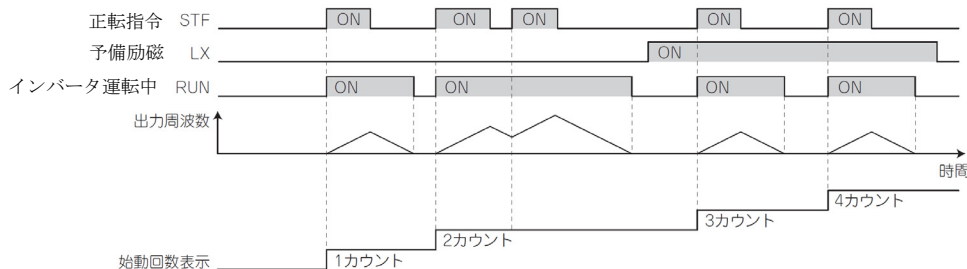 正転指令 STF ON ON ON ON ON
予備励磁 LX ON
インバータ運転中 RUN ON ON ON ON
出力周波数
時間
4カウント
3カウント
2カウント
1カウント
始動回数表示